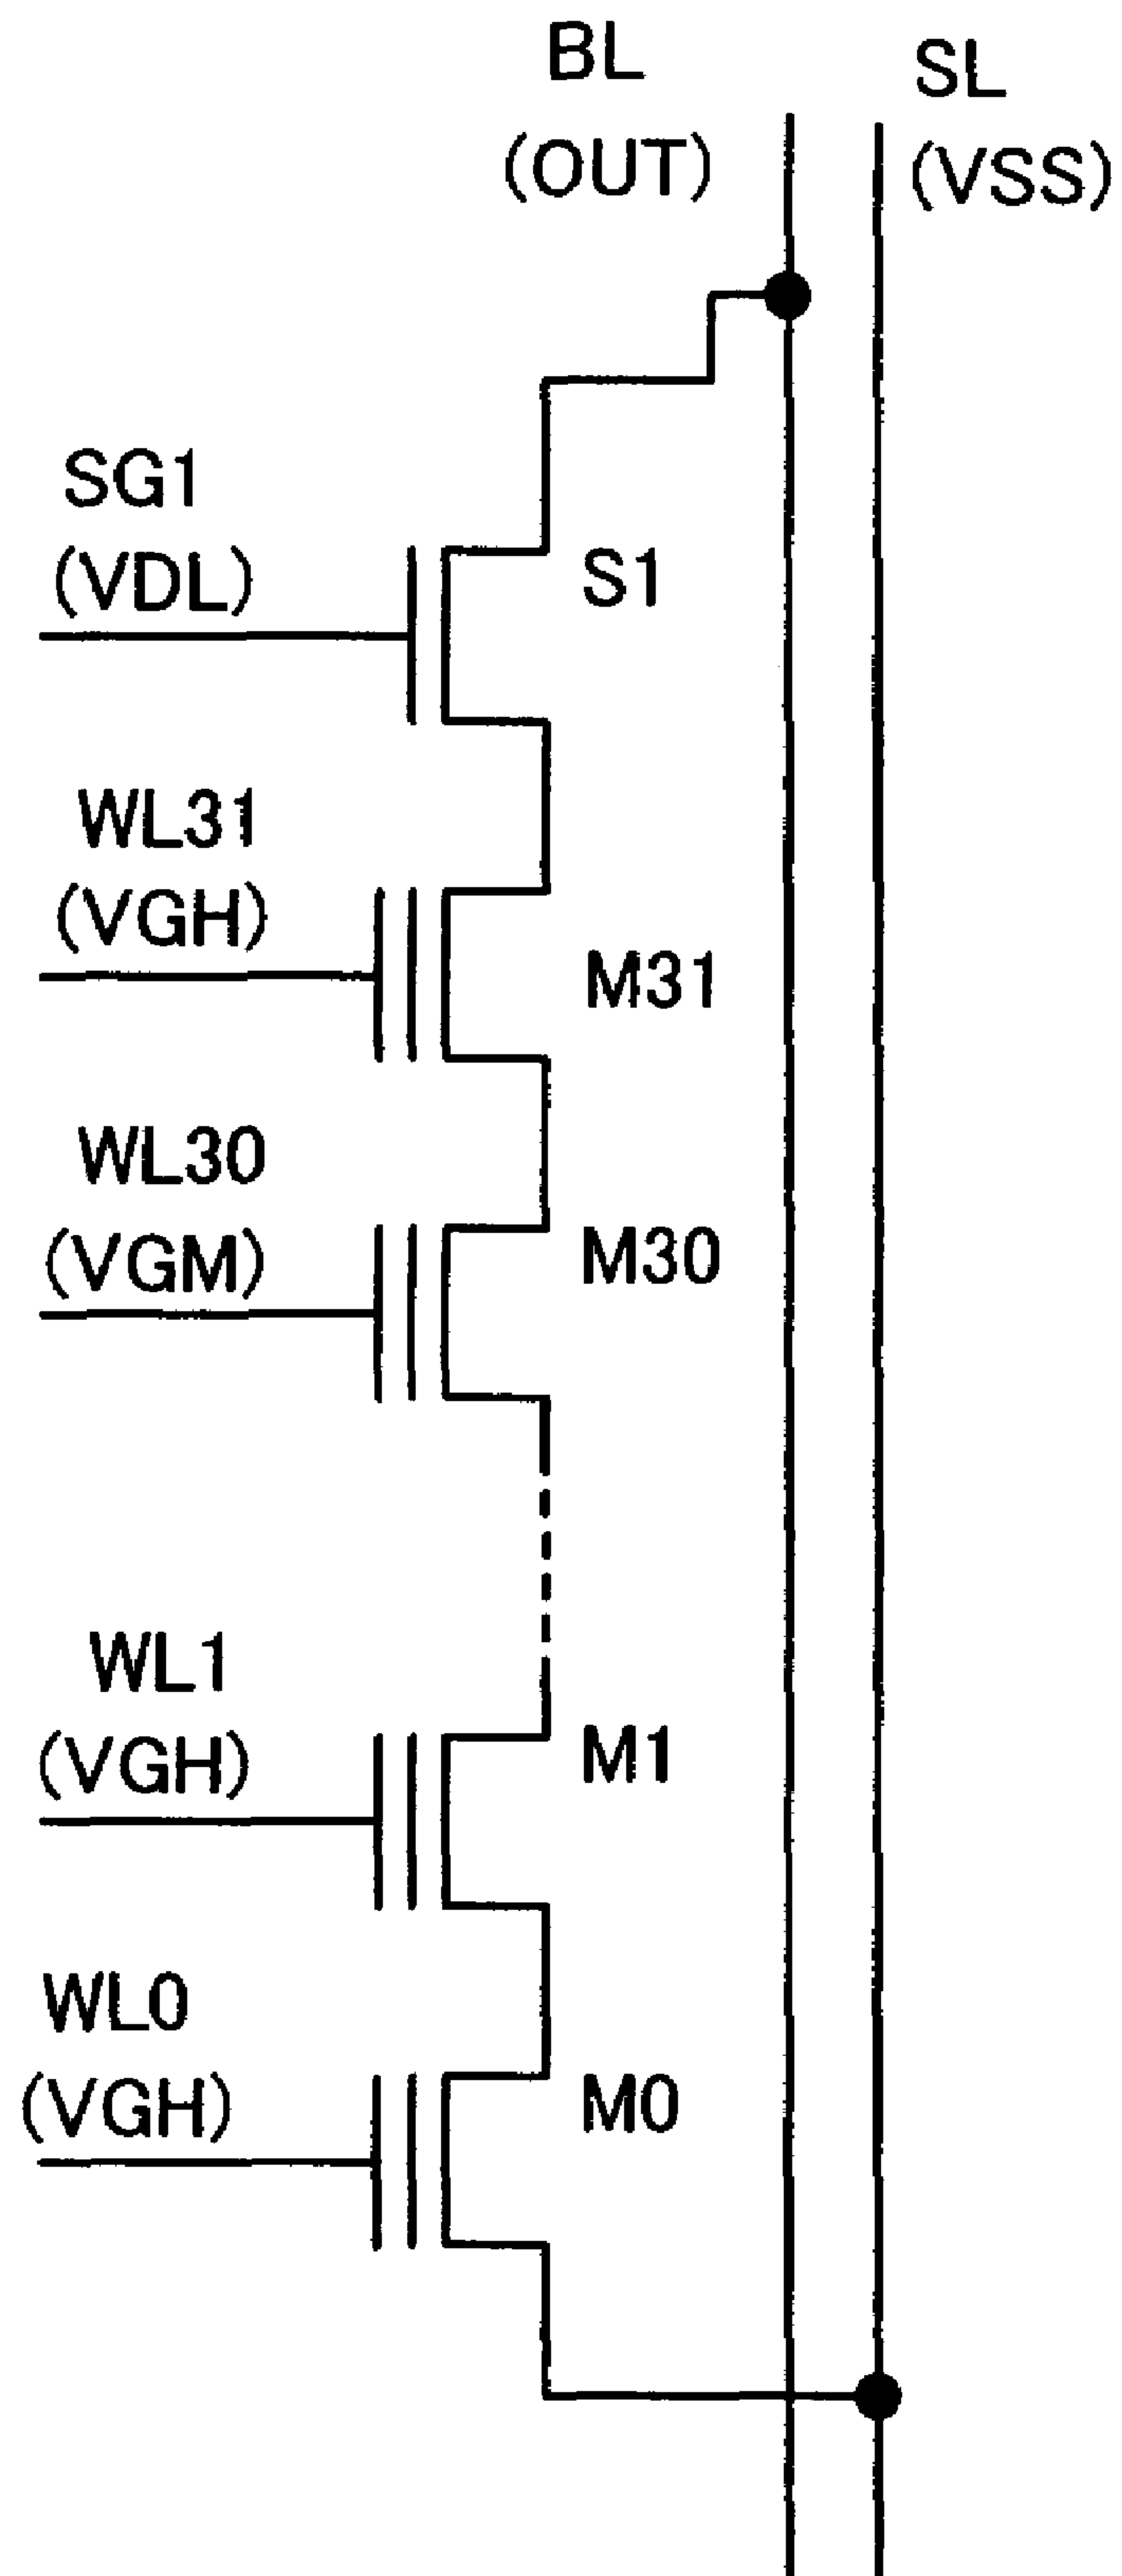 BL
(OUT)
SL
(VSS)
SG1
(VDL)
S1
WL31
(VGH)
M31
WL30
(VGM)
M30
WL1
(VGH)
M1
WL0
(VGH)
M0